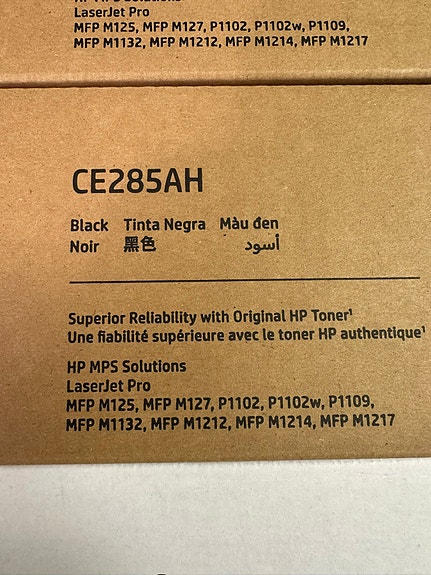 LaserJet Pro
MFP M125, MFP M127, P1102, P1102w, P1109,
MFP M1132, MFP M1212, MFP M1214, MFP M1217
CE285AH
Black Tinta Negra Màu đen
Noir 黑色 أسود
Superior Reliability with Original HP Toner¹
Une fiabilité supérieure avec le toner HP authentique¹
HP MPS Solutions
LaserJet Pro
MFP M125, MFP M127, P1102, P1102w, P1109,
MFP M1132, MFP M1212, MFP M1214, MFP M1217